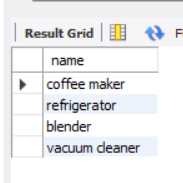 Result Grid
name
coffee maker
refrigerator
blender
vacuum cleaner